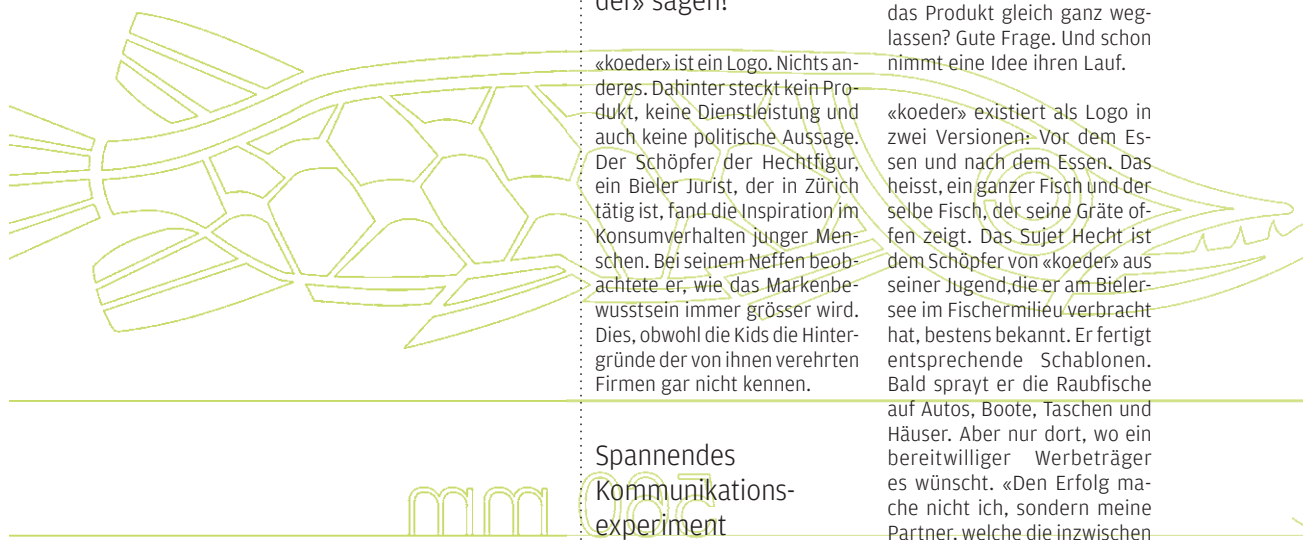 der» sagen!
«koeder» ist ein Logo. Nichts an-
deres. Dahinter steckt kein Pro-
dukt, keine Dienstleistung und
auch keine politische Aussage.
Der Schöpfer der Hechtfigur,
ein Bieler Jurist, der in Zürich
tätig ist, fand die Inspiration im
Konsumverhalten junger Men-
schen. Bei seinem Neffen beob-
achtete er, wie das Markenbe-
wusstsein immer grösser wird.
Dies, obwohl die Kids die Hinter-
gründe der von ihnen verehrten
Firmen gar nicht kennen.
Spannendes
Kommunikations-
experiment
das Produkt gleich ganz weg-
lassen? Gute Frage. Und schon
nimmt eine Idee ihren Lauf.
«koeder» existiert als Logo in
zwei Versionen: Vor dem Es-
sen und nach dem Essen. Das
heisst, ein ganzer Fisch und der
selbe Fisch, der seine Gräte of-
fen zeigt. Das Sujet Hecht ist
dem Schöpfer von «koeder» aus
seiner Jugend,die er am Bieler-
see im Fischermilieu verbracht
hat, bestens bekannt. Er fertigt
entsprechende Schablonen.
Bald sprayt er die Raubfische
auf Autos, Boote, Taschen und
Häuser. Aber nur dort, wo ein
bereitwilliger Werbeträger
es wünscht. «Den Erfolg ma-
che nicht ich, sondern meine
Partner, welche die inzwischen
mm